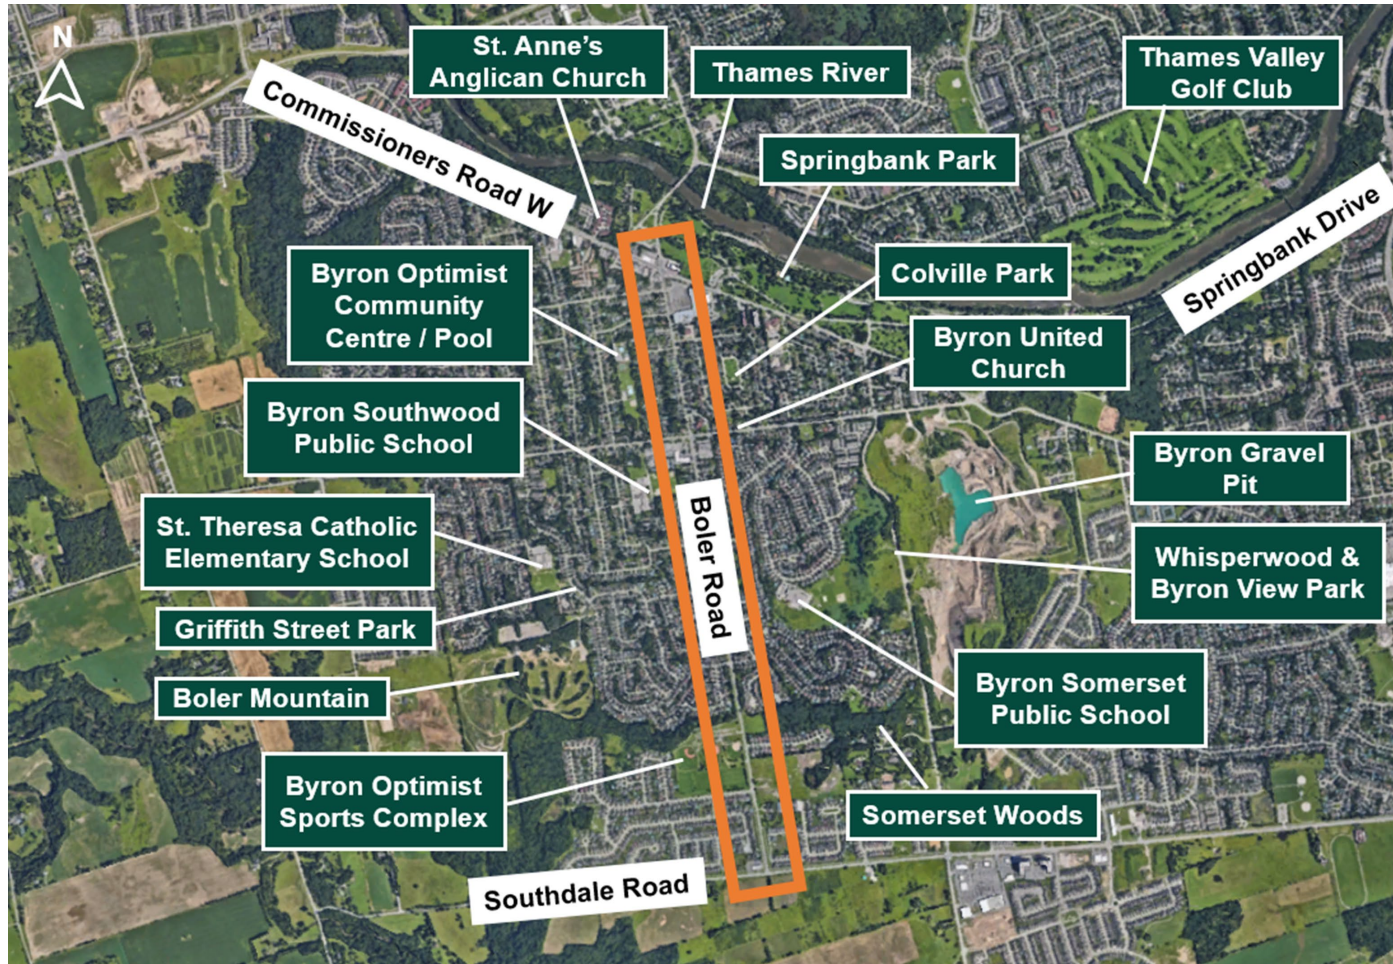 N
St. Anne's
Anglican Church
Thames River
Thames Valley
Golf Club
Commissioners Road W
Springbank Park
Springbank Drive
Byron Optimist
Community
Centre / Pool
Colville Park
Byron United
Church
Byron Southwood
Public School
Byron Gravel
Pit
Boler Road
St. Theresa Catholic
Elementary School
Whisperwood &
Byron View Park
Griffith Street Park
Boler Mountain
Byron Somerset
Public School
Byron Optimist
Sports Complex
Somerset Woods
Southdale Road